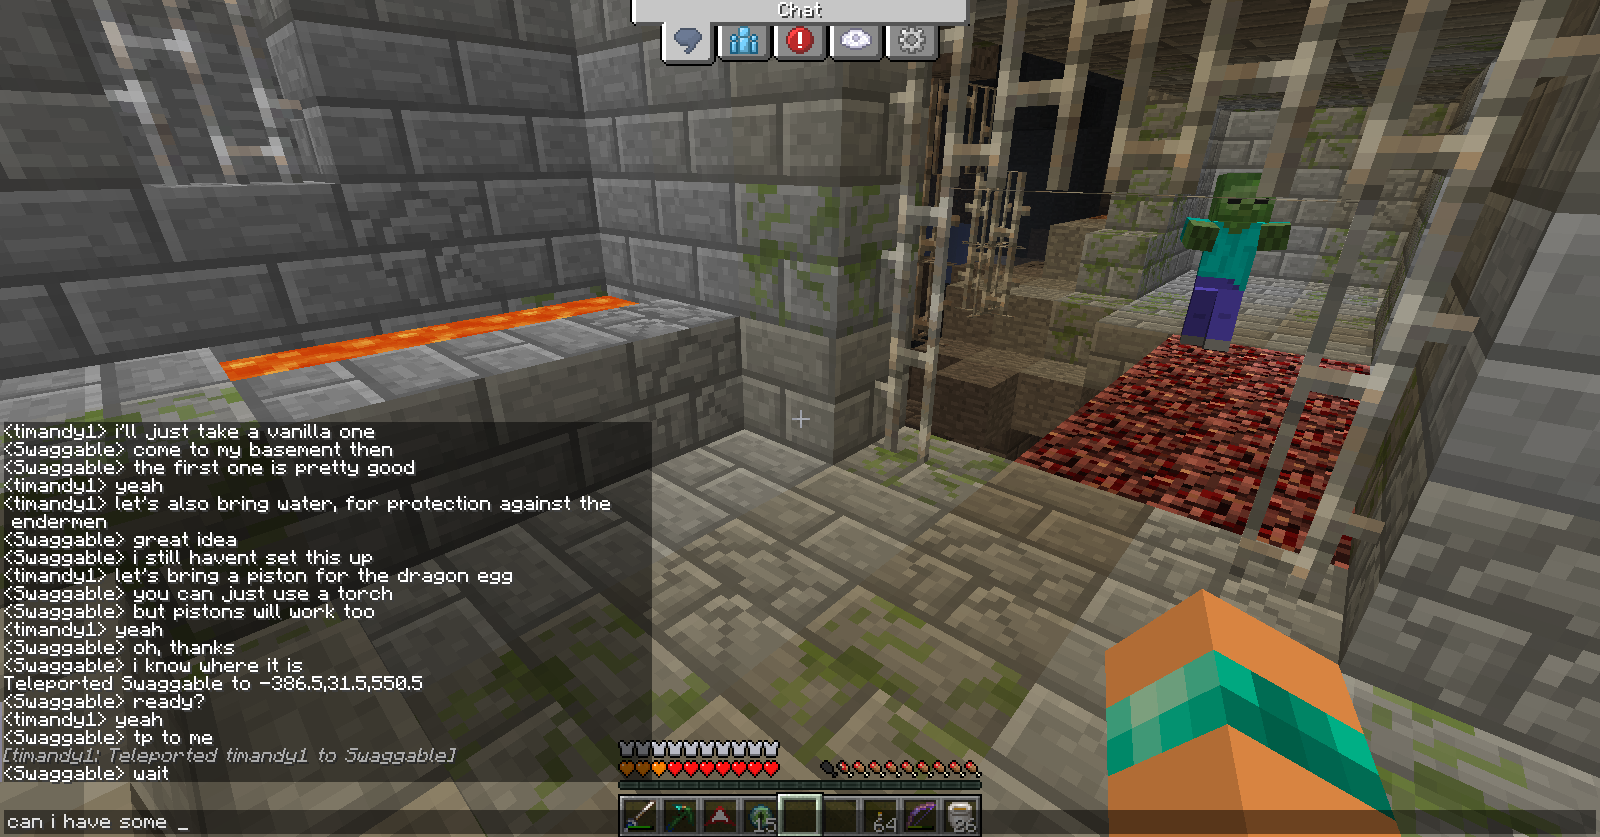 Chat
<timandy1> i'll just take a vanilla one
<Swaggable> come to my basement then
<Swaggable> the first one is pretty good
<timandy1> yeah
<timandy1> let's also bring water, for protection against the
endermen
<Swaggable> great idea
<Swaggable> i still havent set this up
<timandy1> let's bring a piston for the dragon egg
<Swaggable> you can just use a torch
<Swaggable> but pistons will work too
<timandy1> yeah
<Swaggable> oh, thanks
<Swaggable> i know where it is
Teleported Swaggable to -386.5,31.5,550.5
<Swaggable> ready?
<timandy1> yeah
<Swaggable> tp to me
[timandy1: Teleported timandy1 to Swaggable]
<Swaggable> wait
15 64 26
can i have some _